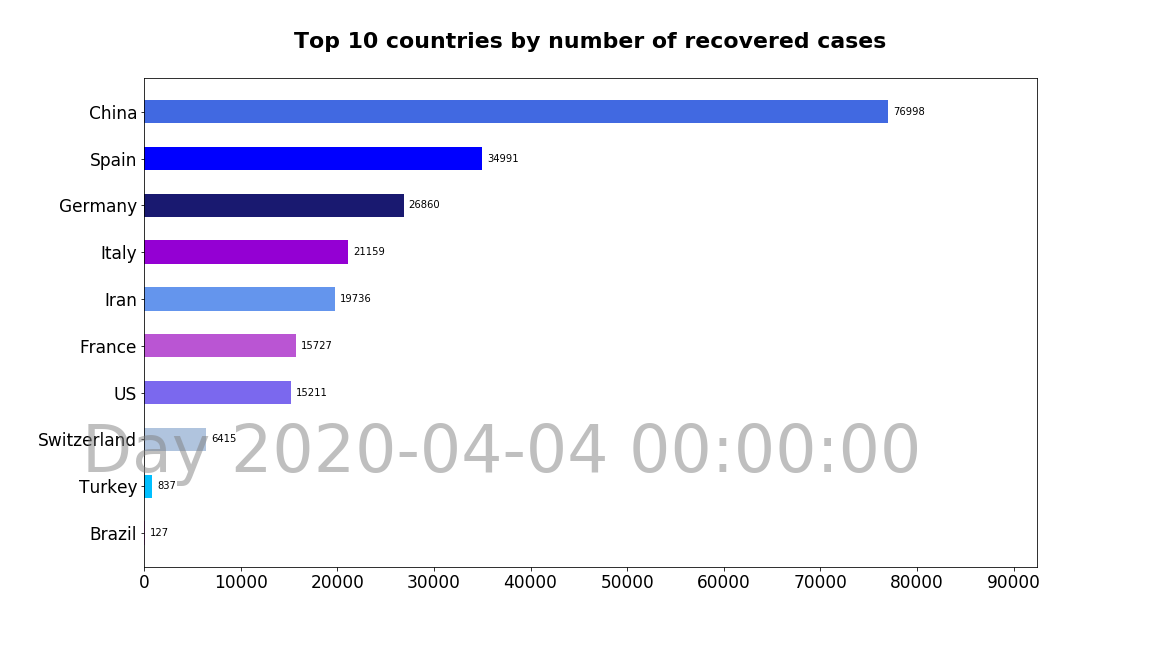 Top 10 countries by number of recovered cases
China 76998
Spain 34991
Germany 26860
Italy 21159
Iran 19736
France 15727
US 15211
Switzerland 6415
Day 2020-04-04 00:00:00
Turkey 837
Brazil 127
0 10000 20000 30000 40000 50000 60000 70000 80000 90000